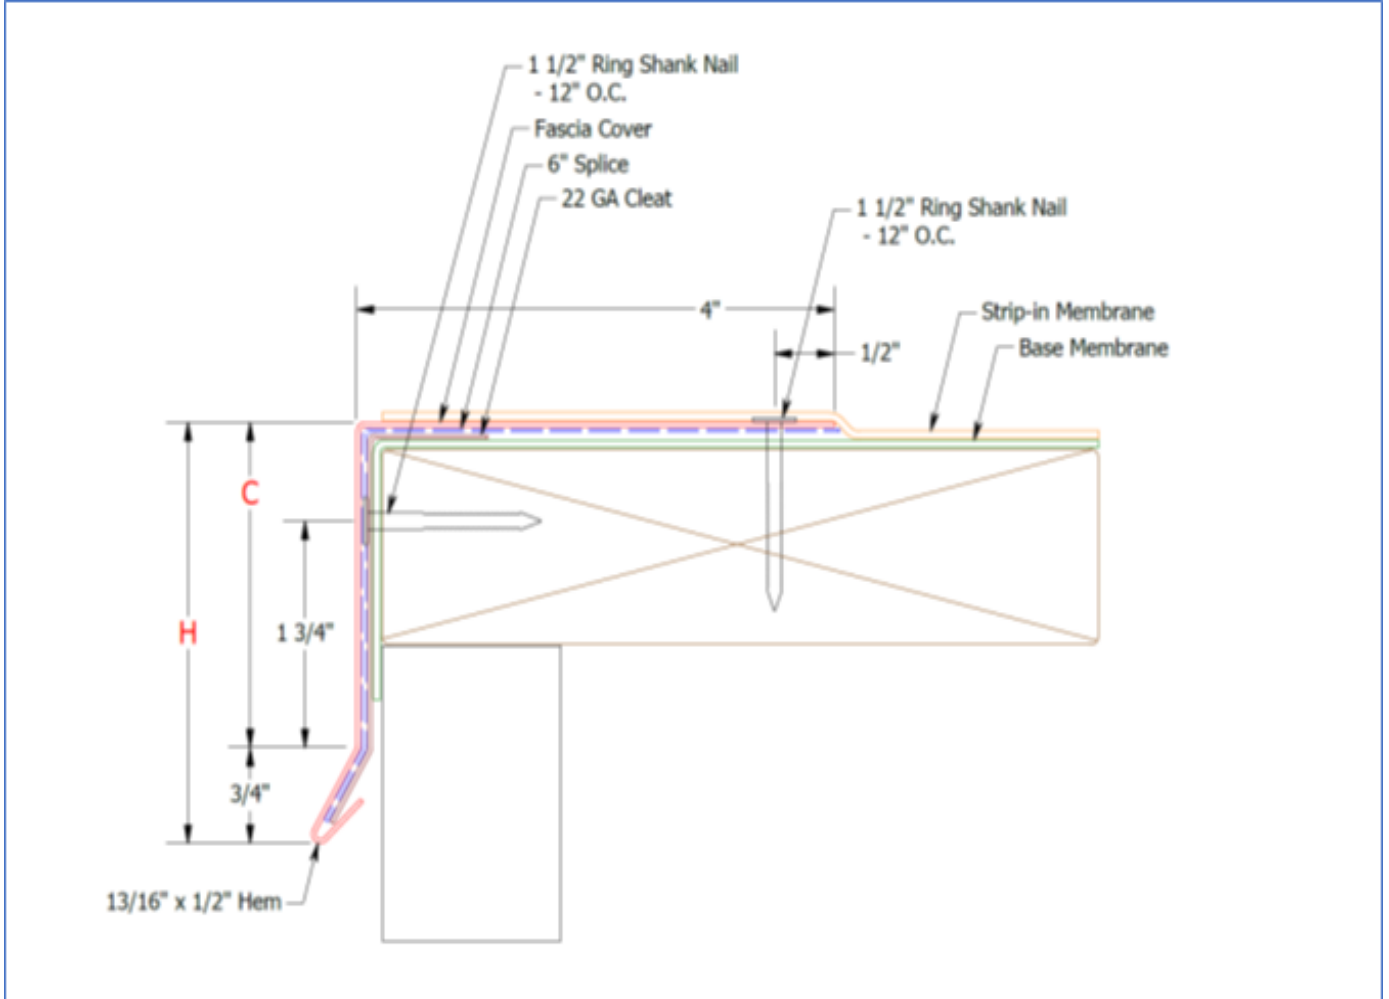 1 1/2" Ring Shank Nail
- 12" O.C.
Fascia Cover
6" Splice
22 GA Cleat
1 1/2" Ring Shank Nail
- 12" O.C.
4"
Strip-in Membrane
1/2"
Base Membrane
C
H
1 3/4"
3/4"
13/16" x 1/2" Hem